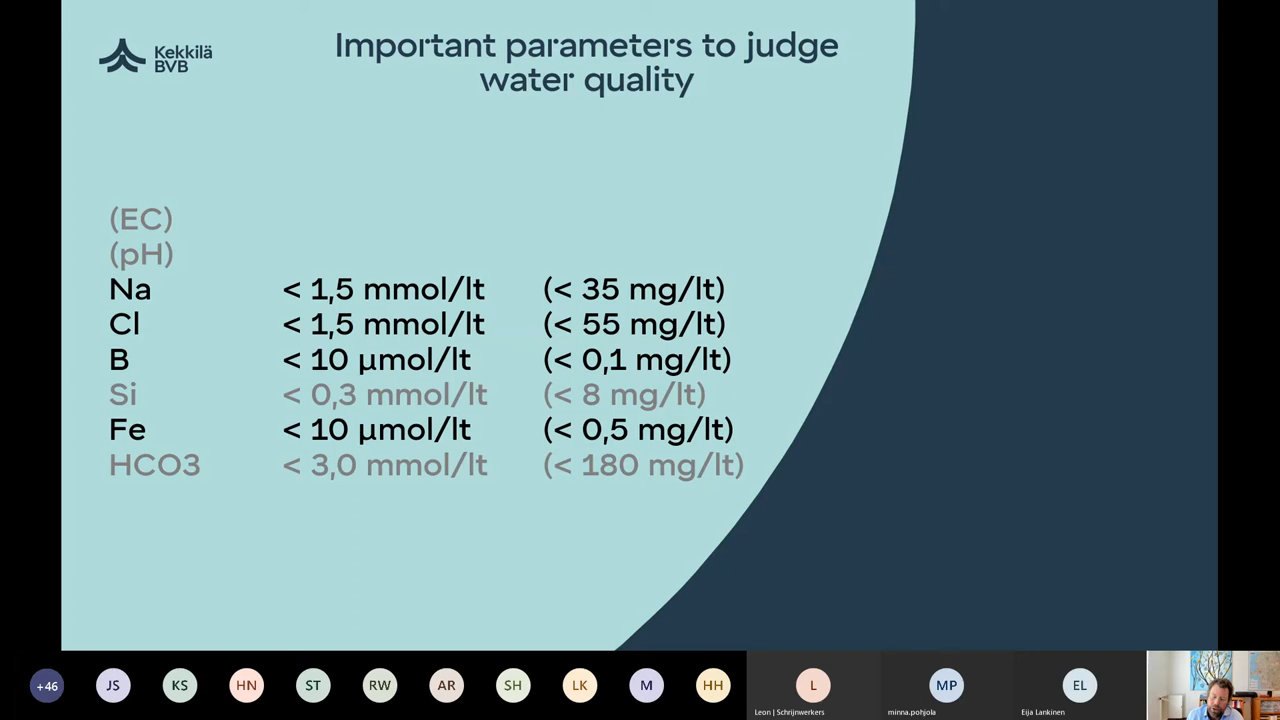 Kekkilä
BVB
Important parameters to judge
water quality
(EC)
(pH)
Na < 1,5 mmol/lt (< 35 mg/lt)
Cl < 1,5 mmol/lt (< 55 mg/lt)
B < 10 µmol/lt (< 0,1 mg/lt)
Si < 0,3 mmol/lt (< 8 mg/lt)
Fe < 10 µmol/lt (< 0,5 mg/lt)
HCO3 < 3,0 mmol/lt (< 180 mg/lt)
+46 JS KS HN ST RW AR SH LK M HH L MP EL
Leon | Schrijnwerkers minna.pohjola Eija Lankinen